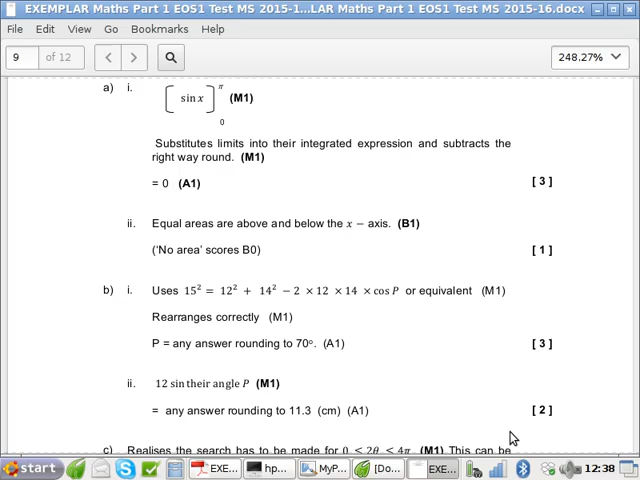 EXEMPLAR Maths Part 1 EOS1 Test MS 2015-1...LAR Maths Part 1 EOS1 Test MS 2015-16.docx
File Edit View Go Bookmarks Help
9 of 12 248.27%
a) i. [ sin x ] π 0 (M1)
Substitutes limits into their integrated expression and subtracts the
right way round. (M1)
= 0 (A1) [ 3 ]
ii. Equal areas are above and below the x − axis. (B1)
('No area' scores B0) [ 1 ]
b) i. Uses 15² = 12² + 14² − 2 × 12 × 14 × cos P or equivalent (M1)
Rearranges correctly (M1)
P = any answer rounding to 70°. (A1) [ 3 ]
ii. 12 sin their angle P (M1)
= any answer rounding to 11.3 (cm) (A1) [ 2 ]
c) Realises the search has to be made for 0 ≤ 2θ ≤ 4π (M1) This can be
start EXE... hp... MyP... [Do... EXE... 12:38